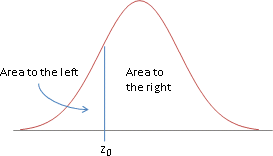 Area to the left
Area to
the right
z₀